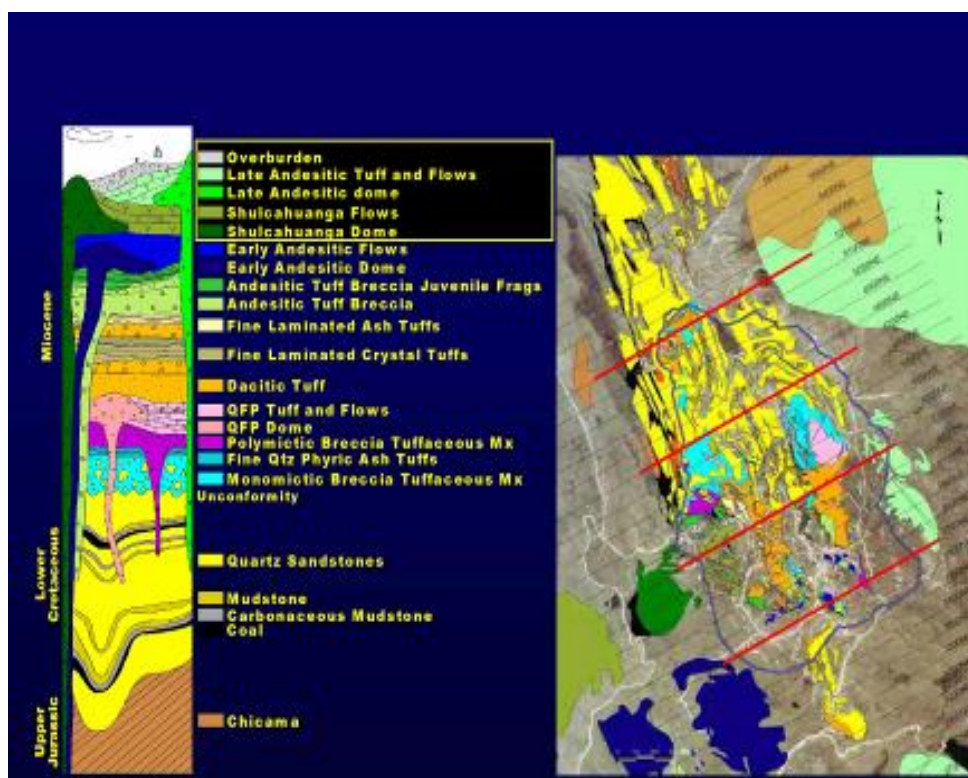 Overburden
Late Andesitic Tuff and Flows
Late Andesitic dome
Shulcahuanga Flows
Shulcahuanga Dome
Early Andesitic Flows
Early Andesitic Dome
Andesitic Tuff Breccia Juvenile Frags
Andesitic Tuff Breccia
Fine Laminated Ash Tuffs
Fine Laminated Crystal Tuffs
Dacitic Tuff
QFP Tuff and Flows
QFP Dome
Polymictic Breccia Tuffaceous Mx
Fine Qtz Phyric Ash Tuffs
Monomictic Breccia Tuffaceous Mx
Unconformity
Quartz Sandstones
Mudstone
Carbonaceous Mudstone
Coal
Chicama
Miocene
Lower
Cretaceous
Upper
Jurassic